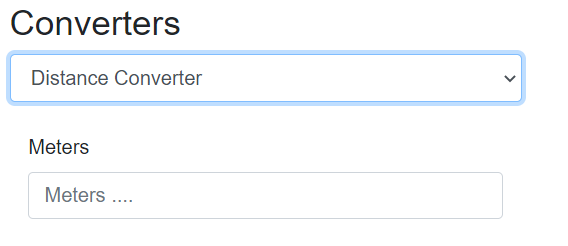 Converters
Distance Converter
Meters
Meters ....